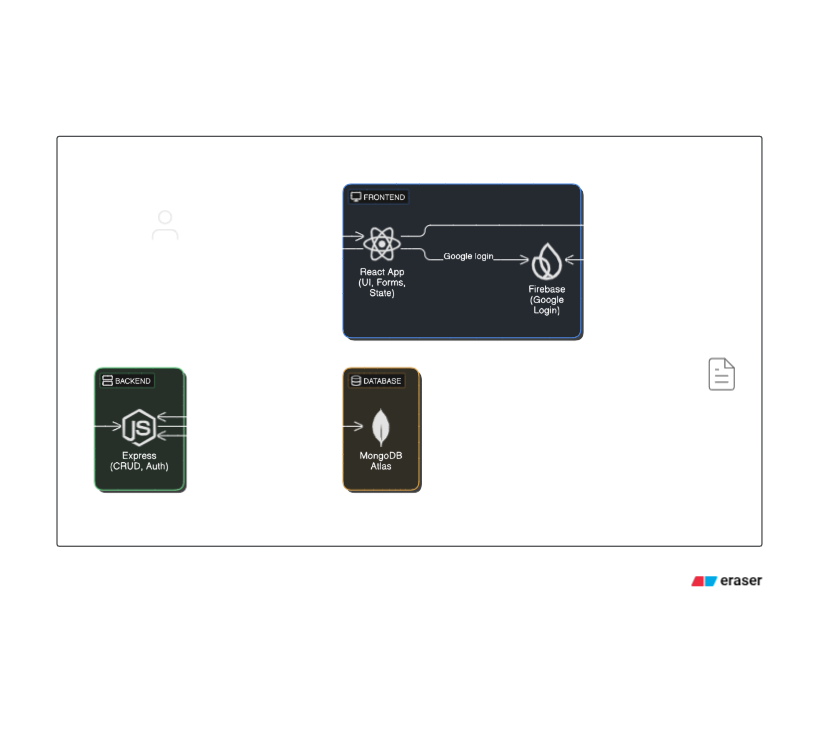 FRONTEND
Google login
React App
(UI, Forms,
State)
Firebase
(Google
Login)
BACKEND
DATABASE
JS
Express
(CRUD, Auth)
MongoDB
Atlas
eraser